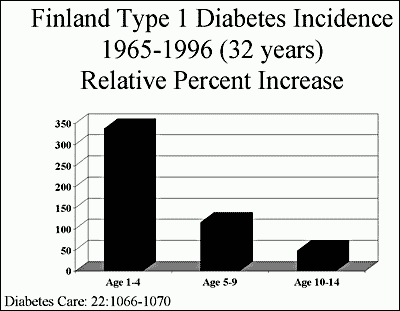 Finland Type 1 Diabetes Incidence
1965-1996 (32 years)
Relative Percent Increase
350
300
250
200
150
100
50
0
Age 1-4 Age 5-9 Age 10-14
Diabetes Care: 22:1066-1070